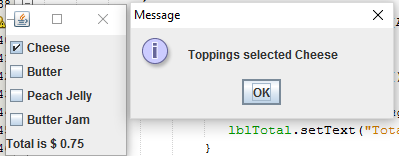 Message
Cheese
Butter
Peach Jelly
Butter Jam
Total is $ 0.75
Toppings selected Cheese
OK
lblTotal.setText("Tota
}